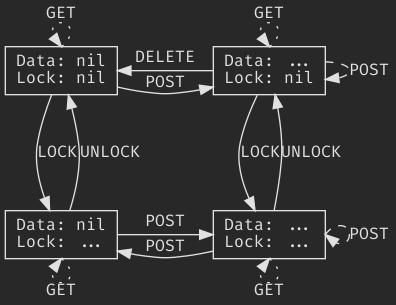 GET
GET
Data: nil
Lock: nil
DELETE
POST
Data: ...
Lock: nil
POST
LOCK
UNLOCK
LOCK
UNLOCK
Data: nil
Lock: ...
POST
POST
Data: ...
Lock: ...
POST
GET
GET